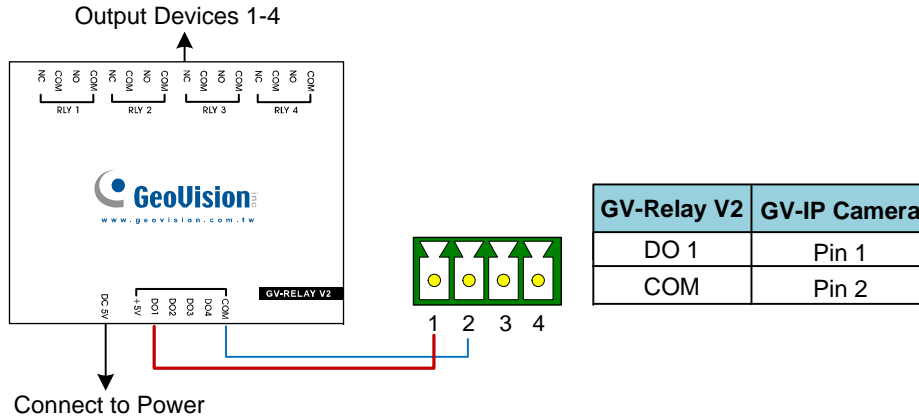 Output Devices 1-4
NC COM NO COM NC COM NO COM NC COM NO COM NC COM NO COM
RLY 1 RLY 2 RLY 3 RLY 4
GeoVision inc
www.geovision.com.tw
GV-RELAY V2
DC 5V +5V DO1 DO2 DO3 DO4 COM
1 2 3 4
Connect to Power
GV-Relay V2 GV-IP Camera
DO 1 Pin 1
COM Pin 2